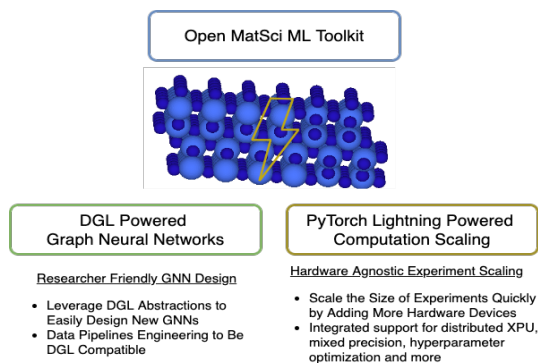 Open MatSci ML Toolkit
DGL Powered
Graph Neural Networks
Researcher Friendly GNN Design
• Leverage DGL Abstractions to
Easily Design New GNNs
• Data Pipelines Engineering to Be
DGL Compatible
PyTorch Lightning Powered
Computation Scaling
Hardware Agnostic Experiment Scaling
• Scale the Size of Experiments Quickly
by Adding More Hardware Devices
• Integrated support for distributed XPU,
mixed precision, hyperparameter
optimization and more